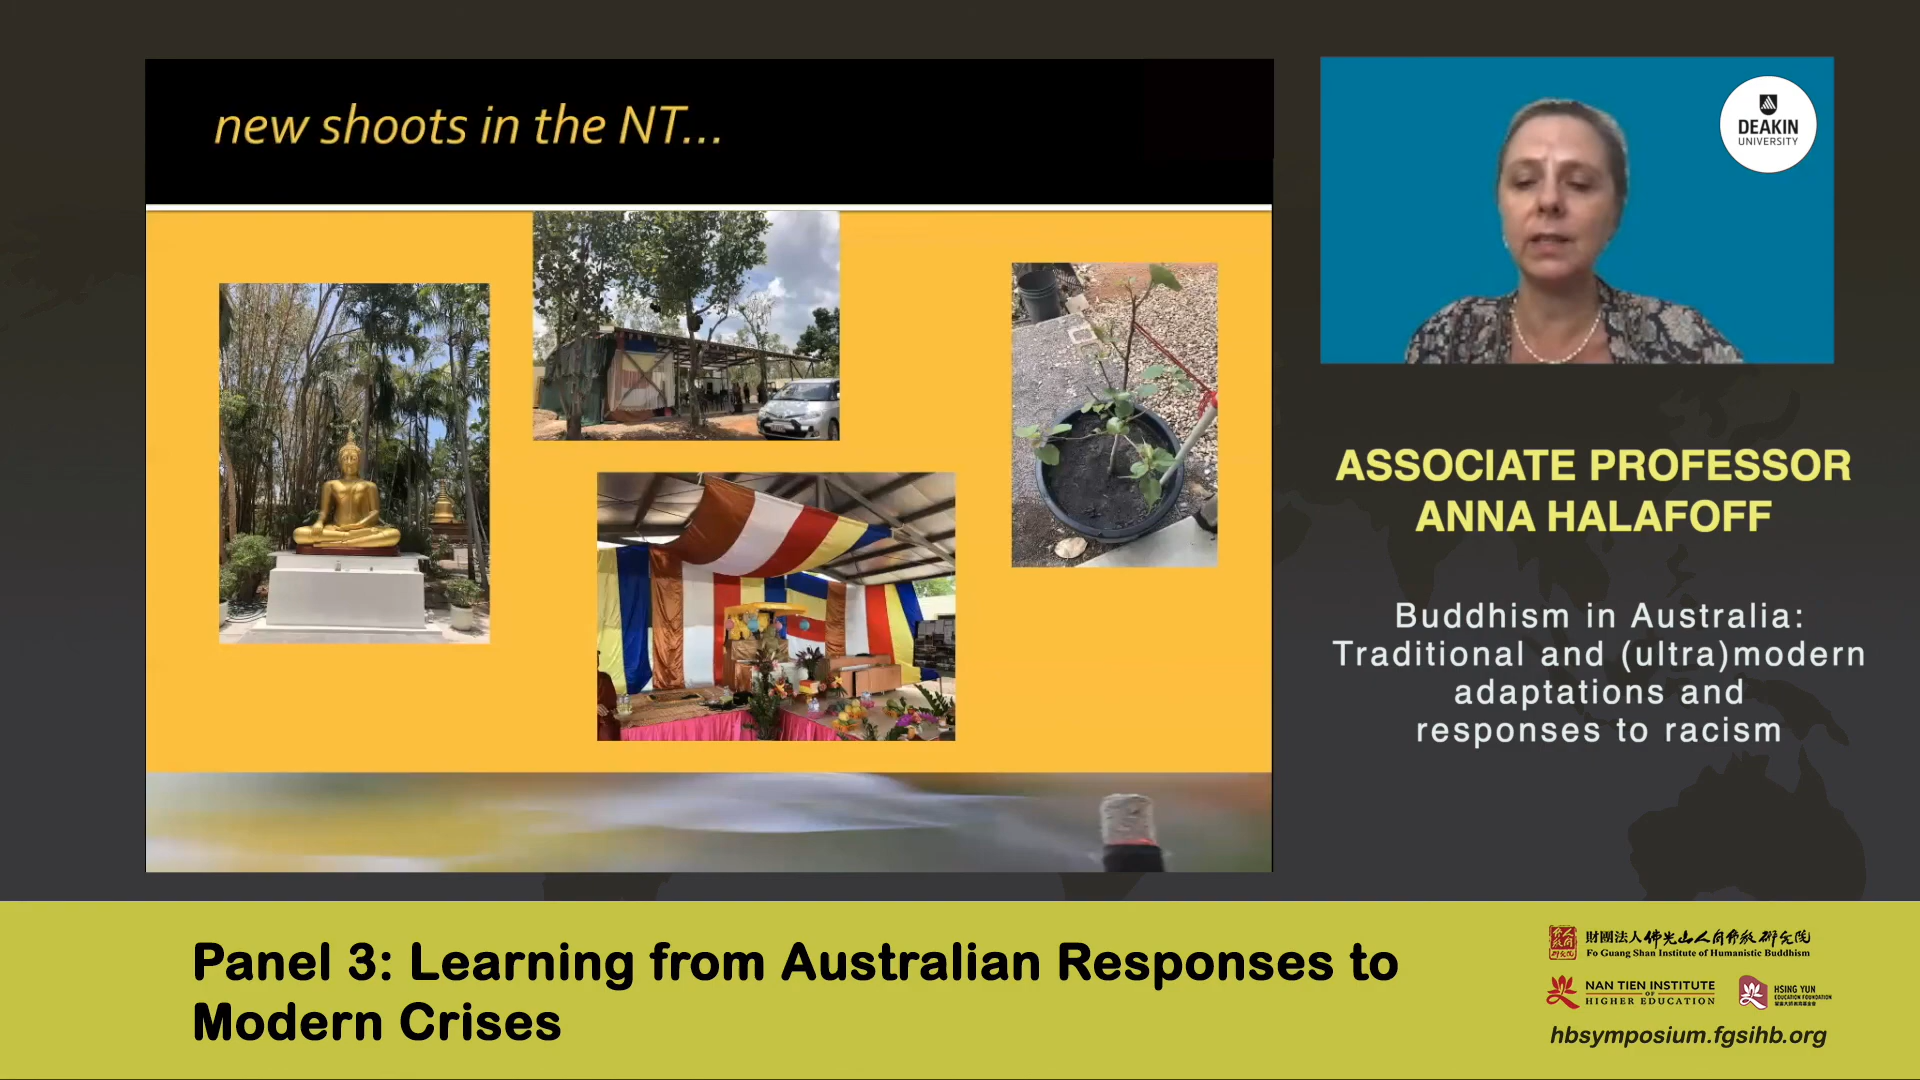 new shoots in the NT...
DEAKIN
UNIVERSITY
ASSOCIATE PROFESSOR
ANNA HALAFOFF
Buddhism in Australia:
Traditional and (ultra)modern
adaptations and
responses to racism
Panel 3: Learning from Australian Responses to
Modern Crises
財團法人佛光山人間佛教研究院
Fo Guang Shan Institute of Humanistic Buddhism
NAN TIEN INSTITUTE
OF
HIGHER EDUCATION
HSING YUN
EDUCATION FOUNDATION
hbsymposium.fgsihb.org